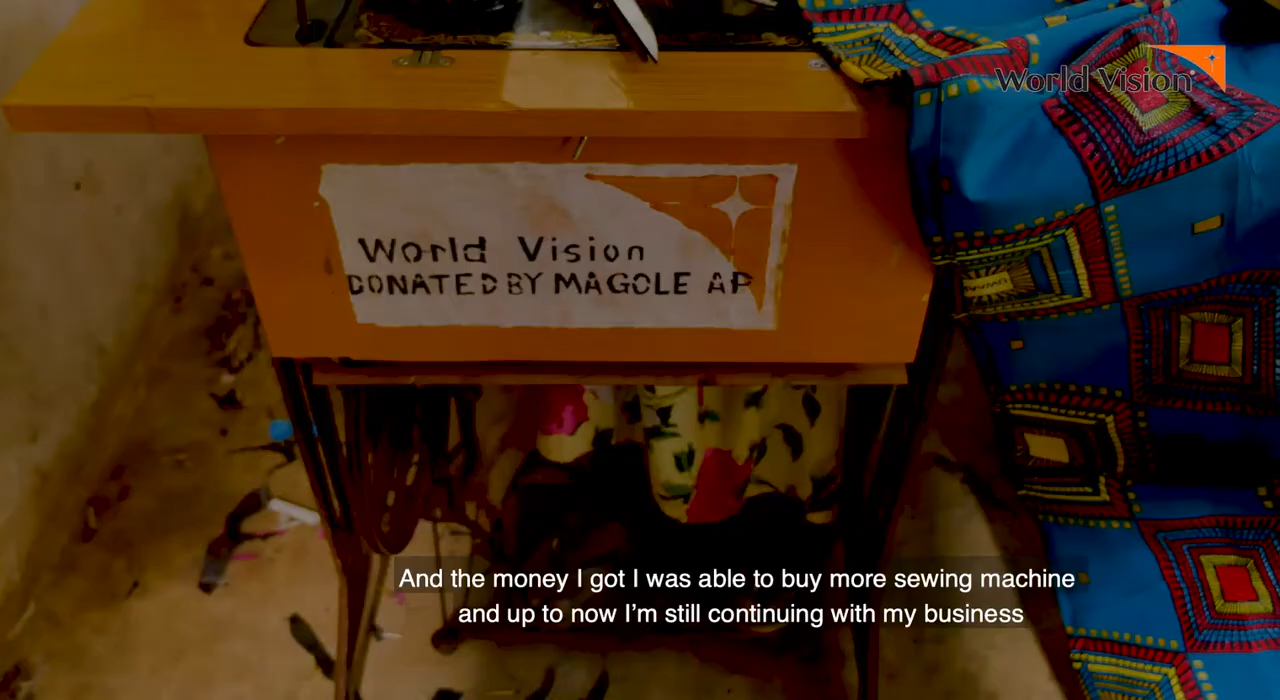 World Vision
World Vision
DONATED BY MAGOLE AP
And the money I got I was able to buy more sewing machine
and up to now I'm still continuing with my business